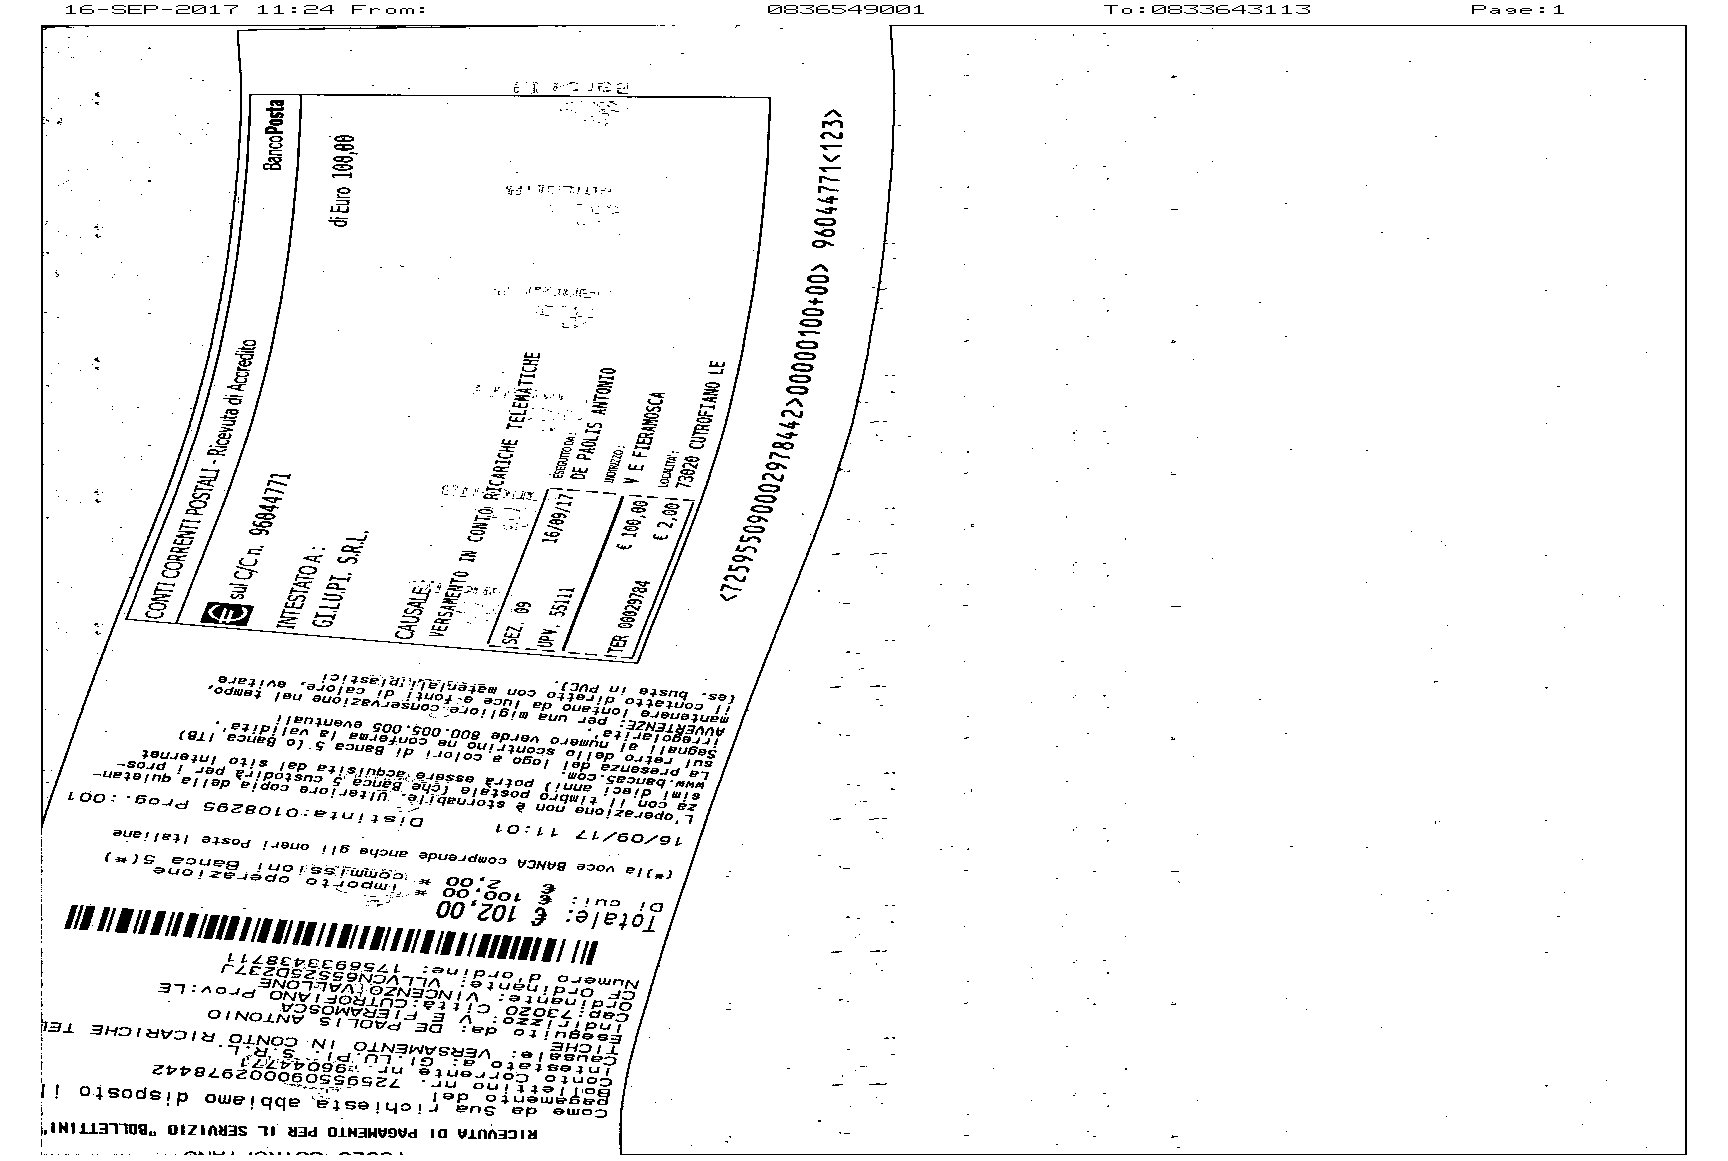 16-SEP-2017 11:24 From:
0836549001
To:0833643113
Page:1
CONTI CORRENTI POSTALI - Ricevuta di Accredito
BancoPosta
sul C/C n. 96044771
di Euro 100,00
INTESTATO A:
GI.LU.PI. S.R.L.
CAUSALE:
VERSAMENTO IN CONTO RICARICHE TELEMATICHE
SEZ. 09
UPV. 55111
16/09/17
TER 00029784
€ 100,00
€ 2,00
ESEGUITO DA:
DE PAOLIS ANTONIO
INDIRIZZO:
V E FIERAMOSCA
LOCALITA':
73020 CUTROFIANO LE
<725955090002978442>00000100+00> 96044771<123>
RICEVUTA DI PAGAMENTO PER IL SERVIZIO "BOLLETTINI"
Come da Sua richiesta abbiamo disposto il
pagamento del
Bollettino nr. 725955090002978442
Conto Corrente nr. 96044771
Intestato a: GI.LU.PI. S.R.L.
Causale: VERSAMENTO IN CONTO RICARICHE TEL
TICHE
Eseguito da: DE PAOLIS ANTONIO
Indirizzo: V E FIERAMOSCA
Cap:73020 Città:CUTROFIANO Prov:LE
Ordinante: VINCENZO VALLONE
CF Ordinante: VLLVCN65S25D237J
Numero d'ordine: 175693438711
Totale: € 102,00
Di cui: € 100,00 * importo operazione
€ 2,00 * commissioni Banca 5(*)
(*)la voce BANCA comprende anche gli oneri Poste Italiane
16/09/17 11:01 Distinta:0108295 Prog.:001
L'operazione non è stornabile. Ulteriore copia della quietan-
za con il timbro postale (che Banca 5 custodirà per i pros-
simi dieci anni) potrà essere acquisita dal sito internet
www.banca5.com.
La presenza del logo a colori di Banca 5 (o Banca ITB)
sul retro dello scontrino ne conferma la validità.
Segnali al numero verde 800.005.005 eventuali
irregolarità.
AVVERTENZE: per una migliore conservazione nel tempo,
mantenere lontano da luce e fonti di calore, evitare
il contatto diretto con materiali plastici
(es. buste in PVC).